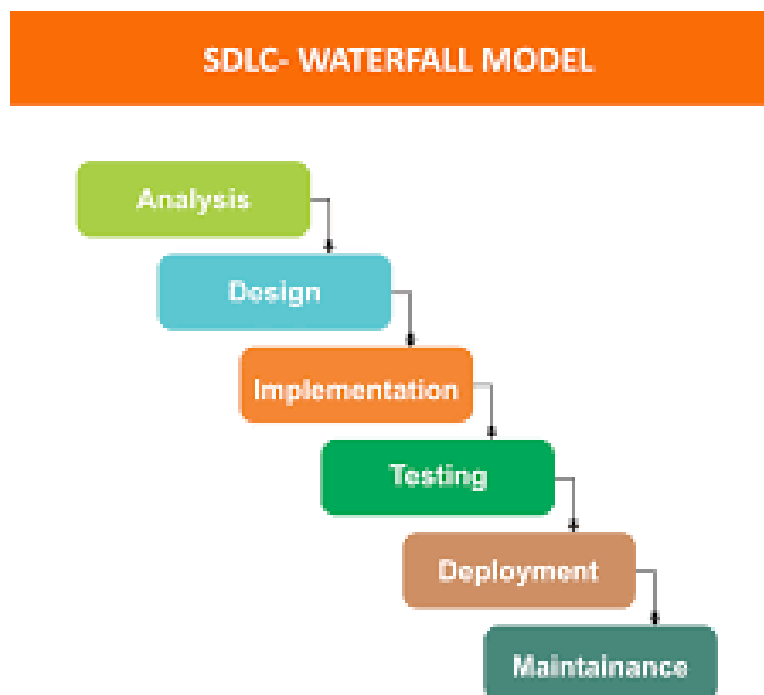 SDLC- WATERFALL MODEL
Analysis
Design
Implementation
Testing
Deployment
Maintainance